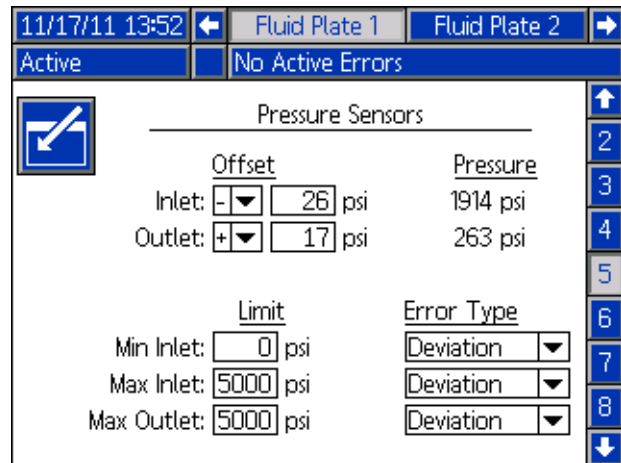 11/17/11 13:52 Fluid Plate 1 Fluid Plate 2
Active No Active Errors
Pressure Sensors
2
Offset Pressure
Inlet: - 26 psi 1914 psi
3
Outlet: + 17 psi 263 psi
4
5
Limit Error Type
6
Min Inlet: 0 psi Deviation
7
Max Inlet: 5000 psi Deviation
Max Outlet: 5000 psi Deviation
8